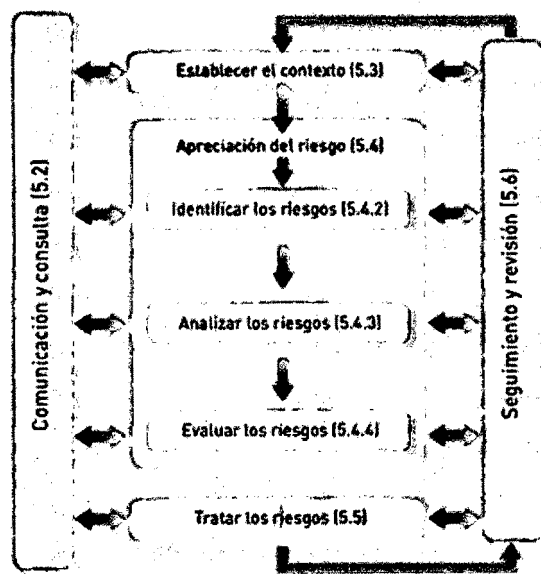 Establecer el contexto (5.3)
Apreciación del riesgo (5.4)
Identificar los riesgos (5.4.2)
Analizar los riesgos (5.4.3)
Evaluar los riesgos (5.4.4)
Tratar los riesgos (5.5)
Comunicación y consulta (5.2)
Seguimiento y revisión (5.6)